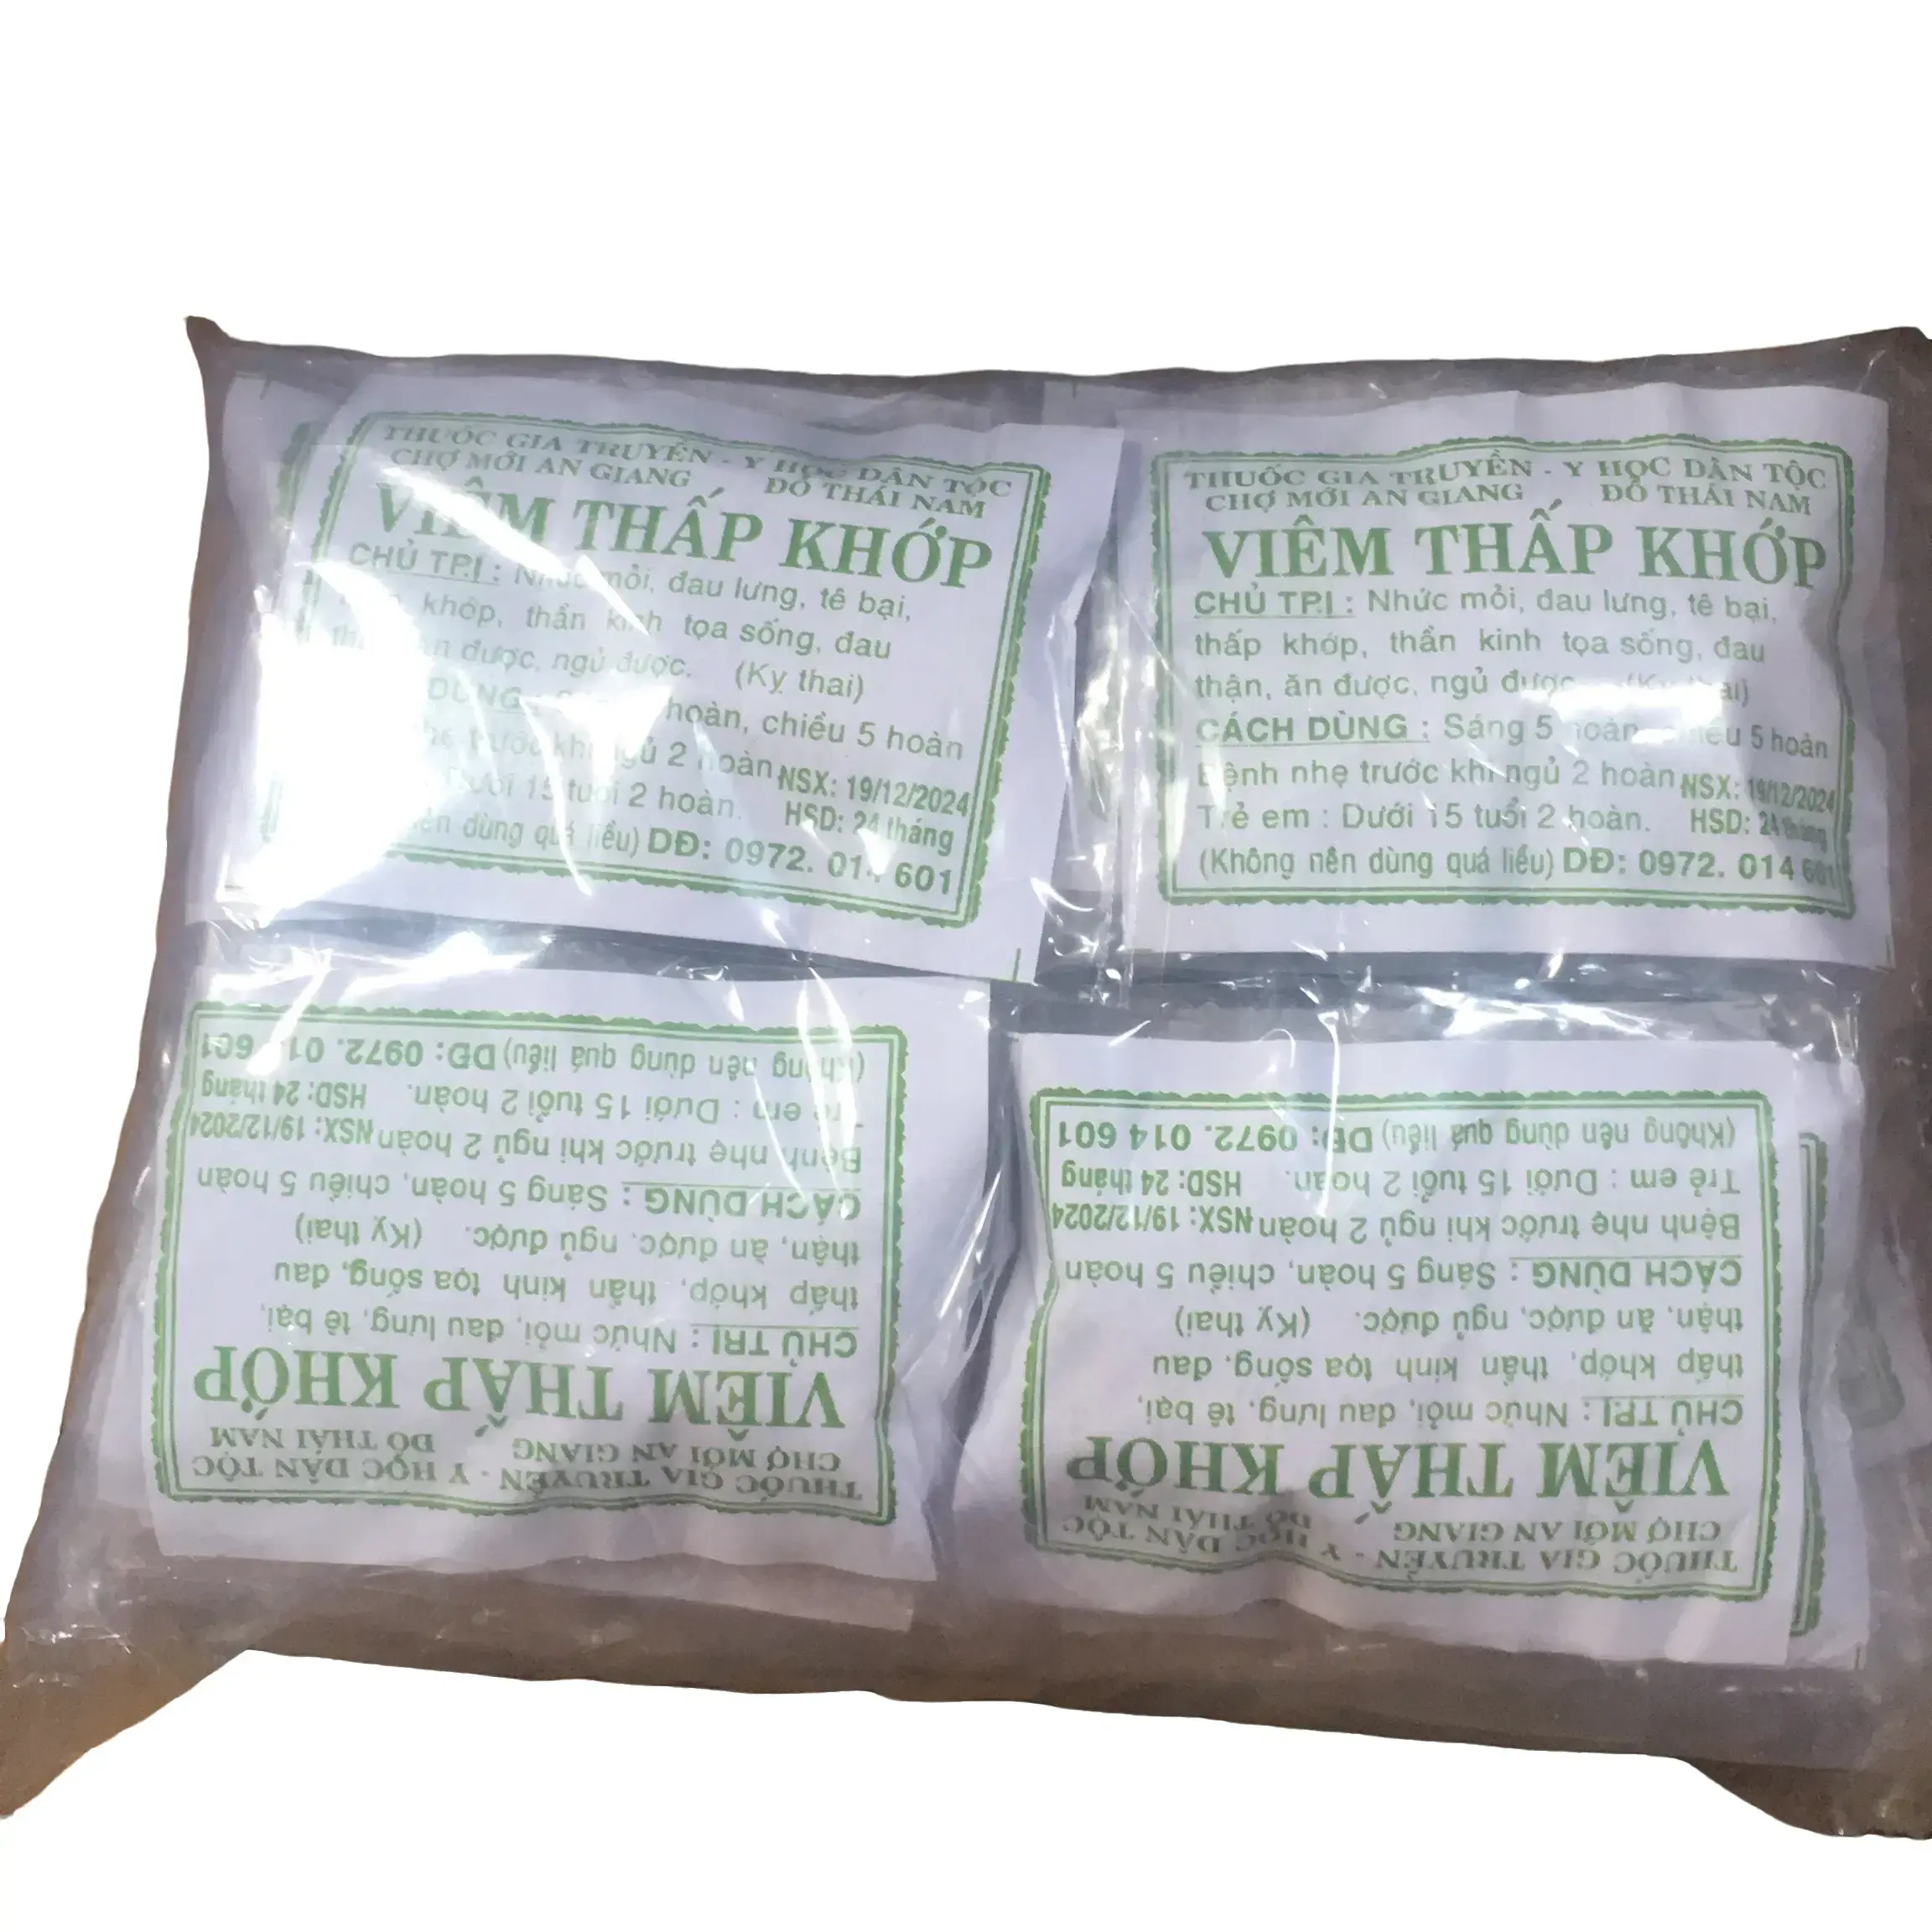 THUỐC GIA TRUYỀN - Y HỌC DÂN TỘC
CHỢ MỚI AN GIANG ĐỖ THÁI NAM
VIÊM THẤP KHỚP
CHỦ TRỊ : Nhức mỏi, đau lưng, tê bại,
khớp, thần kinh tọa sống, đau
được, ngủ được. (Kỵ thai)
DÙNG : hoàn, chiều 5 hoàn
trước khi ngủ 2 hoàn NSX: 19/12/2024
Dưới 15 tuổi 2 hoàn. HSD: 24 tháng
nên dùng quá liều) DĐ: 0972. 014 601
THUỐC GIA TRUYỀN - Y HỌC DÂN TỘC
CHỢ MỚI AN GIANG ĐỖ THÁI NAM
VIÊM THẤP KHỚP
CHỦ TRỊ : Nhức mỏi, đau lưng, tê bại,
thấp khớp, thần kinh tọa sống, đau
thận, ăn được, ngủ được. (Kỵ thai)
CÁCH DÙNG : Sáng 5 hoàn, chiều 5 hoàn
Bệnh nhẹ trước khi ngủ 2 hoàn NSX: 19/12/2024
Trẻ em : Dưới 15 tuổi 2 hoàn. HSD: 24 tháng
(Không nên dùng quá liều) DĐ: 0972. 014 601
THUỐC GIA TRUYỀN - Y HỌC DÂN TỘC
CHỢ MỚI AN GIANG ĐỖ THÁI NAM
VIÊM THẤP KHỚP
CHỦ TRỊ : Nhức mỏi, đau lưng, tê bại,
thấp khớp, thần kinh tọa sống, đau
thận, ăn được, ngủ được. (Kỵ thai)
CÁCH DÙNG : Sáng 5 hoàn, chiều 5 hoàn
Bệnh nhẹ trước khi ngủ 2 hoàn NSX: 19/12/2024
Trẻ em : Dưới 15 tuổi 2 hoàn. HSD: 24 tháng
(Không nên dùng quá liều) DĐ: 0972. 014 601
THUỐC GIA TRUYỀN - Y HỌC DÂN TỘC
CHỢ MỚI AN GIANG ĐỖ THÁI NAM
VIÊM THẤP KHỚP
CHỦ TRỊ : Nhức mỏi, đau lưng, tê bại,
thấp khớp, thần kinh tọa sống, đau
thận, ăn được, ngủ được. (Kỵ thai)
CÁCH DÙNG : Sáng 5 hoàn, chiều 5 hoàn
Bệnh nhẹ trước khi ngủ 2 hoàn NSX: 19/12/2024
Trẻ em : Dưới 15 tuổi 2 hoàn. HSD: 24 tháng
(Không nên dùng quá liều) DĐ: 0972. 014 601